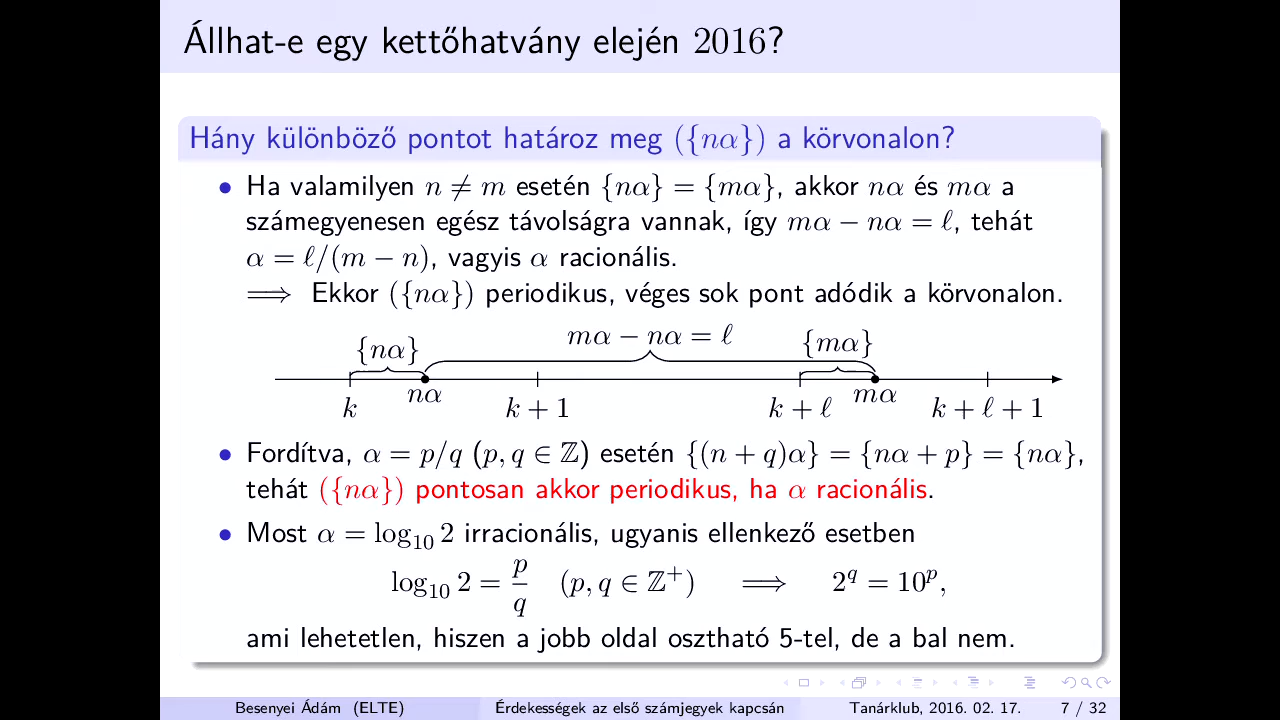 Állhat-e egy kettőhatvány elején 2016?
Hány különböző pontot határoz meg ({nα}) a körvonalon?
• Ha valamilyen n ≠ m esetén {nα} = {mα}, akkor nα és mα a
számegyenesen egész távolságra vannak, így mα − nα = ℓ, tehát
α = ℓ/(m − n), vagyis α racionális.
⟹ Ekkor ({nα}) periodikus, véges sok pont adódik a körvonalon.
mα − nα = ℓ
{nα} {mα}
nα mα
k k + 1 k + ℓ k + ℓ + 1
• Fordítva, α = p/q (p, q ∈ ℤ) esetén {(n + q)α} = {nα + p} = {nα},
tehát ({nα}) pontosan akkor periodikus, ha α racionális.
• Most α = log₁₀ 2 irracionális, ugyanis ellenkező esetben
log₁₀ 2 = p/q (p, q ∈ ℤ⁺) ⟹ 2^q = 10^p,
ami lehetetlen, hiszen a jobb oldal osztható 5-tel, de a bal nem.
Besenyei Ádám (ELTE) Érdekességek az első számjegyek kapcsán Tanárklub, 2016. 02. 17. 7 / 32